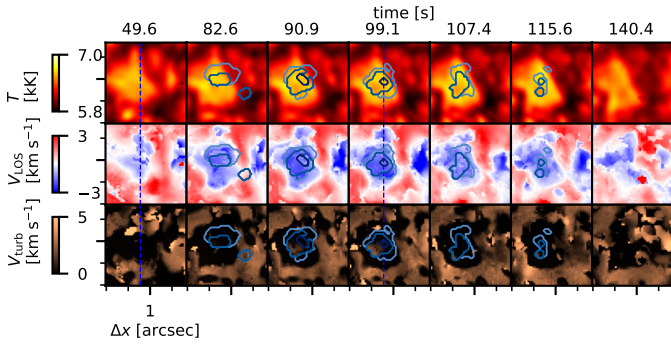 time [s]
49.6 82.6 90.9 99.1 107.4 115.6 140.4
7.0
T [kK]
5.8
3
V_LOS [km s⁻¹]
−3
5
V_turb [km s⁻¹]
0
1
Δx [arcsec]